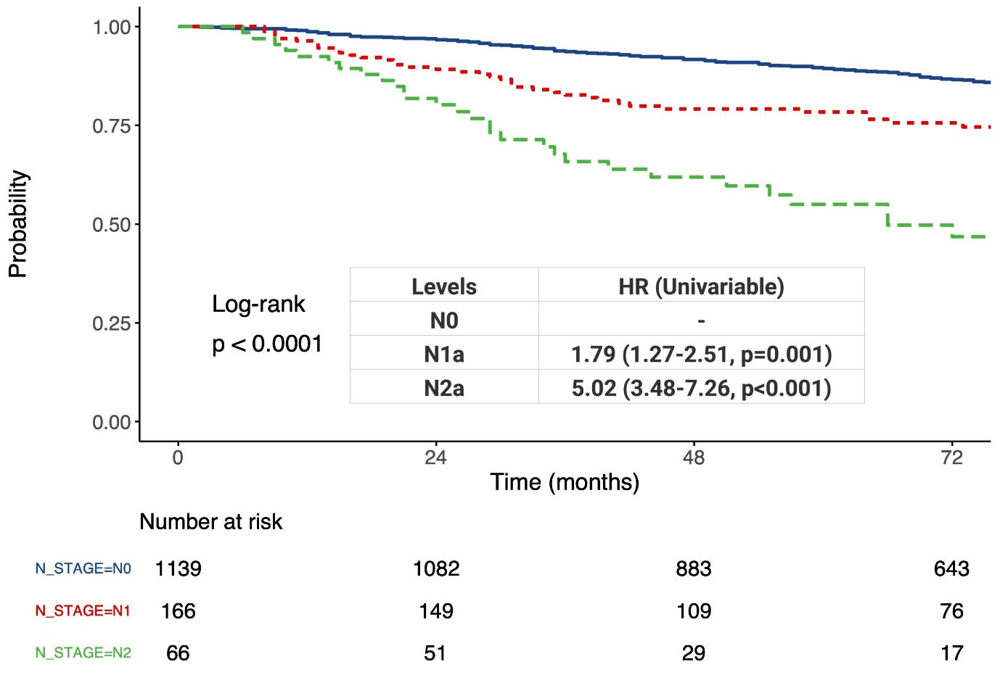 1.00
0.75
0.50
0.25
0.00
Probability
Log-rank
p < 0.0001
Levels HR (Univariable)
N0 -
N1a 1.79 (1.27-2.51, p=0.001)
N2a 5.02 (3.48-7.26, p<0.001)
0 24 48 72
Time (months)
Number at risk
N_STAGE=N0 1139 1082 883 643
N_STAGE=N1 166 149 109 76
N_STAGE=N2 66 51 29 17